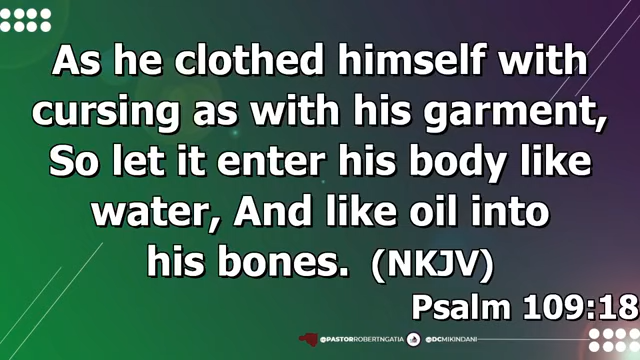 As he clothed himself with
cursing as with his garment,
So let it enter his body like
water, And like oil into
his bones. (NKJV)
Psalm 109:18
@PASTORROBERTNGATIA @DCMIKINDANI